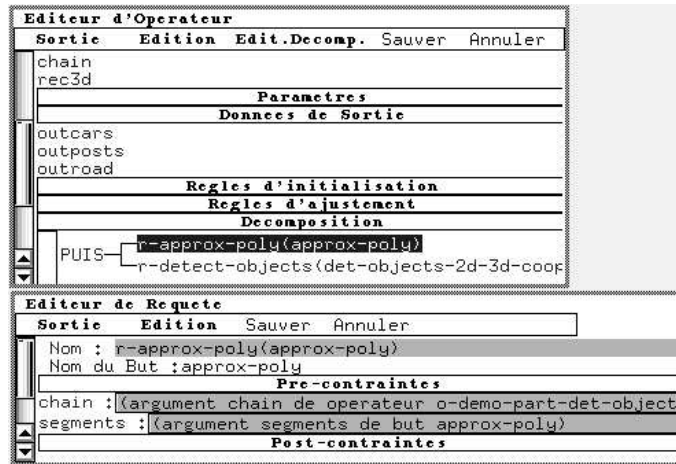 Editeur d'Operateur
Sortie Edition Edit.Decomp. Sauver Annuler
chain
rec3d
Parametres
Donnees de Sortie
outcars
outposts
outroad
Regles d'initialisation
Regles d'ajustement
Decomposition
PUIS r-approx-poly(approx-poly)
r-detect-objects(det-objects-2d-3d-coop
Editeur de Requete
Sortie Edition Sauver Annuler
Nom : r-approx-poly(approx-poly)
Nom du But :approx-poly
Pre-contraintes
chain : (argument chain de operateur o-demo-part-det-object
segments : (argument segments de but approx-poly)
Post-contraintes